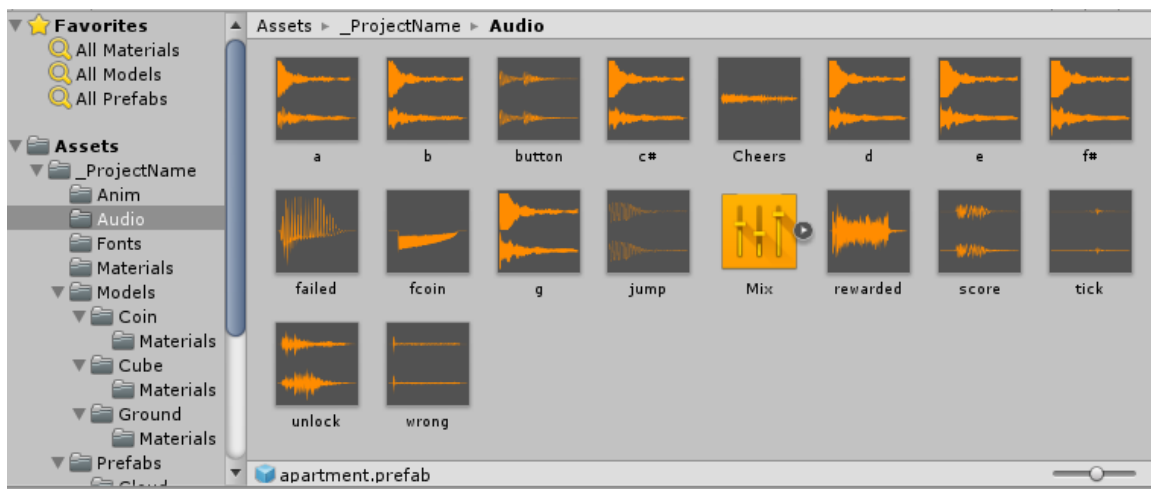 Favorites
All Materials
All Models
All Prefabs
Assets
_ProjectName
Anim
Audio
Fonts
Materials
Models
Coin
Materials
Cube
Materials
Ground
Materials
Prefabs
Assets ▸ _ProjectName ▸ Audio
a b button c# Cheers d e f#
failed fcoin g jump Mix rewarded score tick
unlock wrong
apartment.prefab